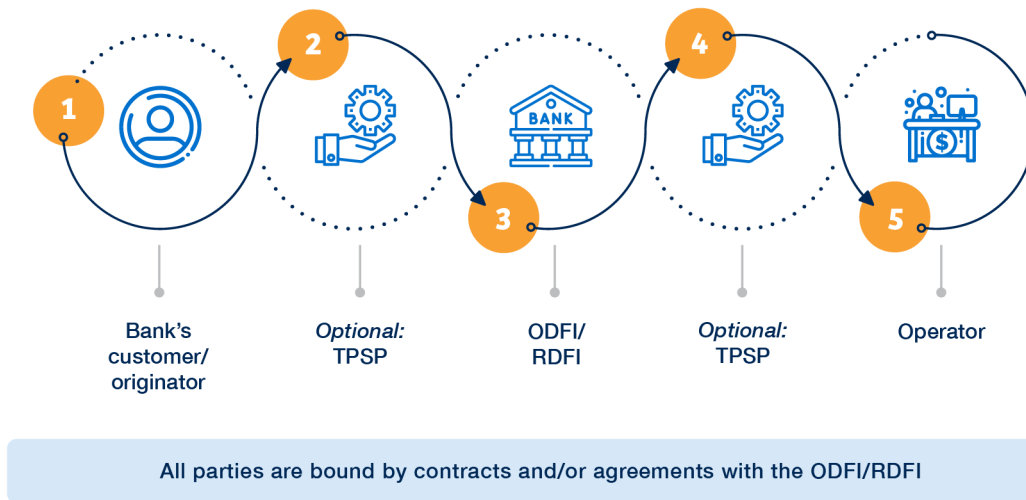 1
2
3
4
5
BANK
$
Bank's
customer/
originator
Optional:
TPSP
ODFI/
RDFI
Optional:
TPSP
Operator
All parties are bound by contracts and/or agreements with the ODFI/RDFI